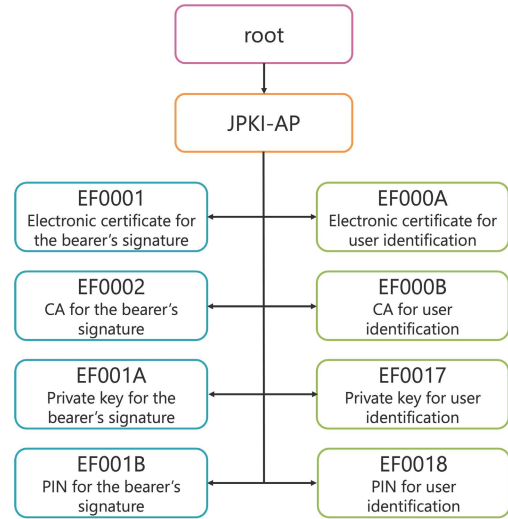 root
JPKI-AP
EF0001
Electronic certificate for
the bearer's signature
EF000A
Electronic certificate for
user identification
EF0002
CA for the bearer's
signature
EF000B
CA for user
identification
EF001A
Private key for the
bearer's signature
EF0017
Private key for user
identification
EF001B
PIN for the bearer's
signature
EF0018
PIN for user
identification